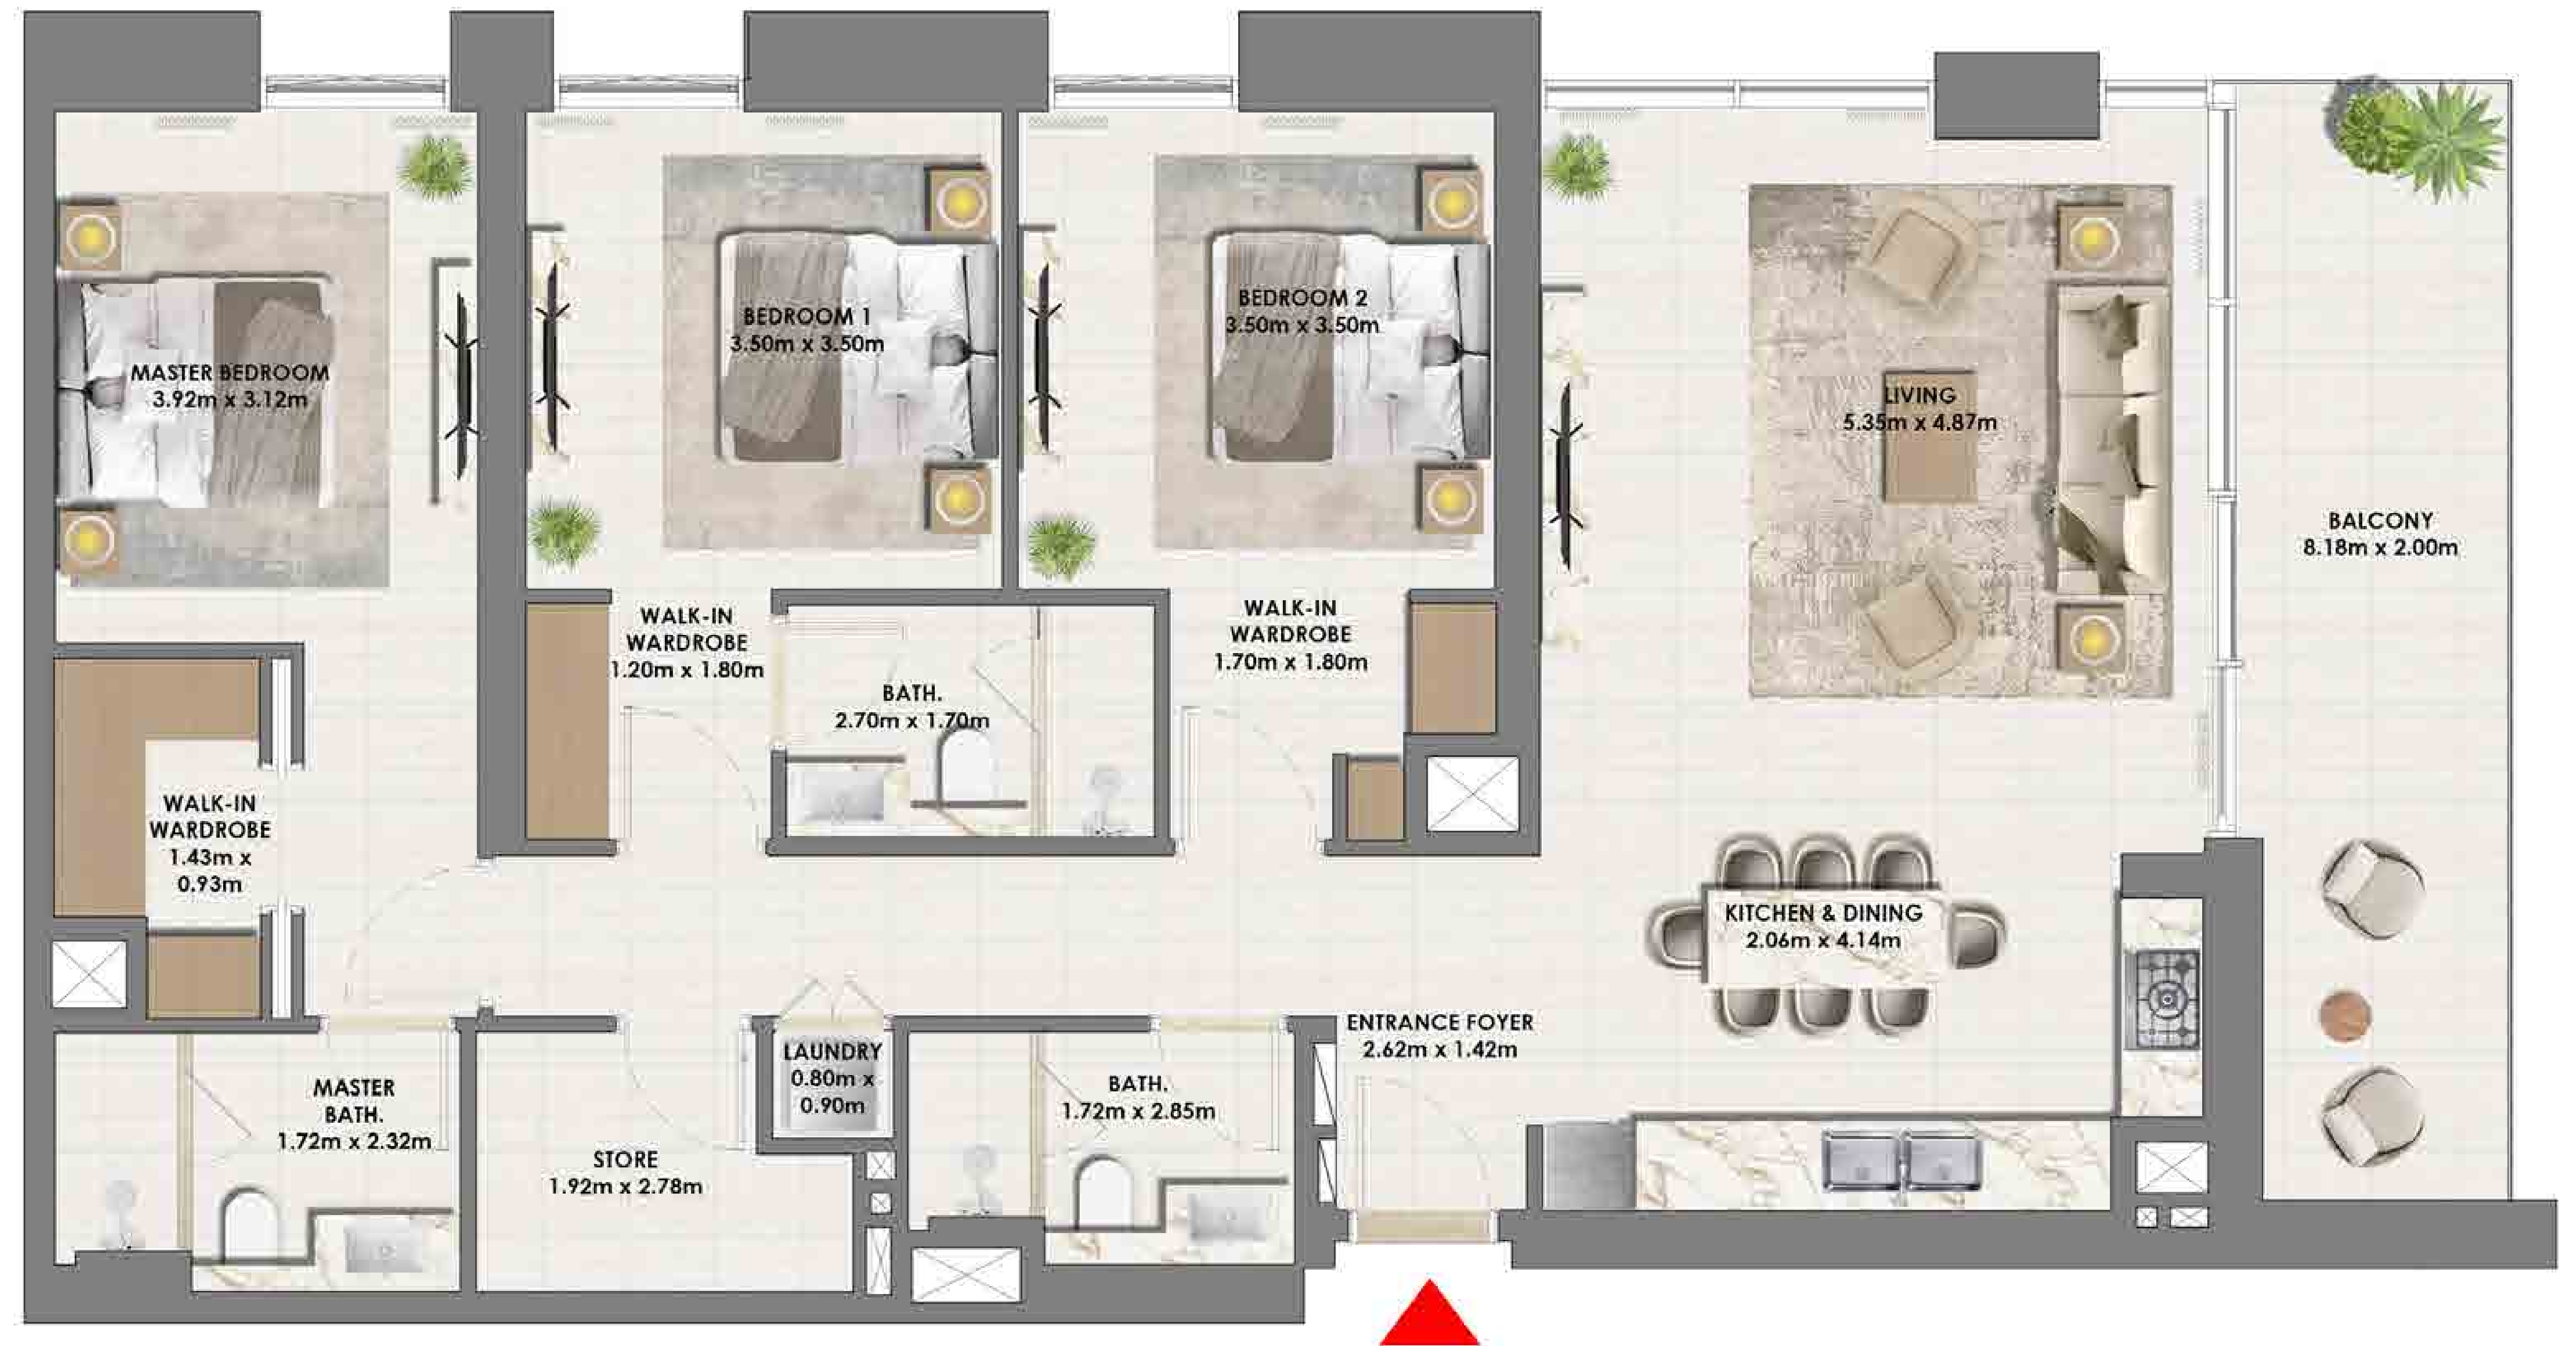 MASTER BEDROOM
3.92m x 3.12m
BEDROOM 1
3.50m x 3.50m
BEDROOM 2
3.50m x 3.50m
LIVING
5.35m x 4.87m
BALCONY
8.18m x 2.00m
WALK-IN
WARDROBE
1.20m x 1.80m
WALK-IN
WARDROBE
1.70m x 1.80m
BATH.
2.70m x 1.70m
WALK-IN
WARDROBE
1.43m x
0.93m
KITCHEN & DINING
2.06m x 4.14m
ENTRANCE FOYER
2.62m x 1.42m
LAUNDRY
0.80m x
0.90m
MASTER
BATH.
1.72m x 2.32m
BATH.
1.72m x 2.85m
STORE
1.92m x 2.78m